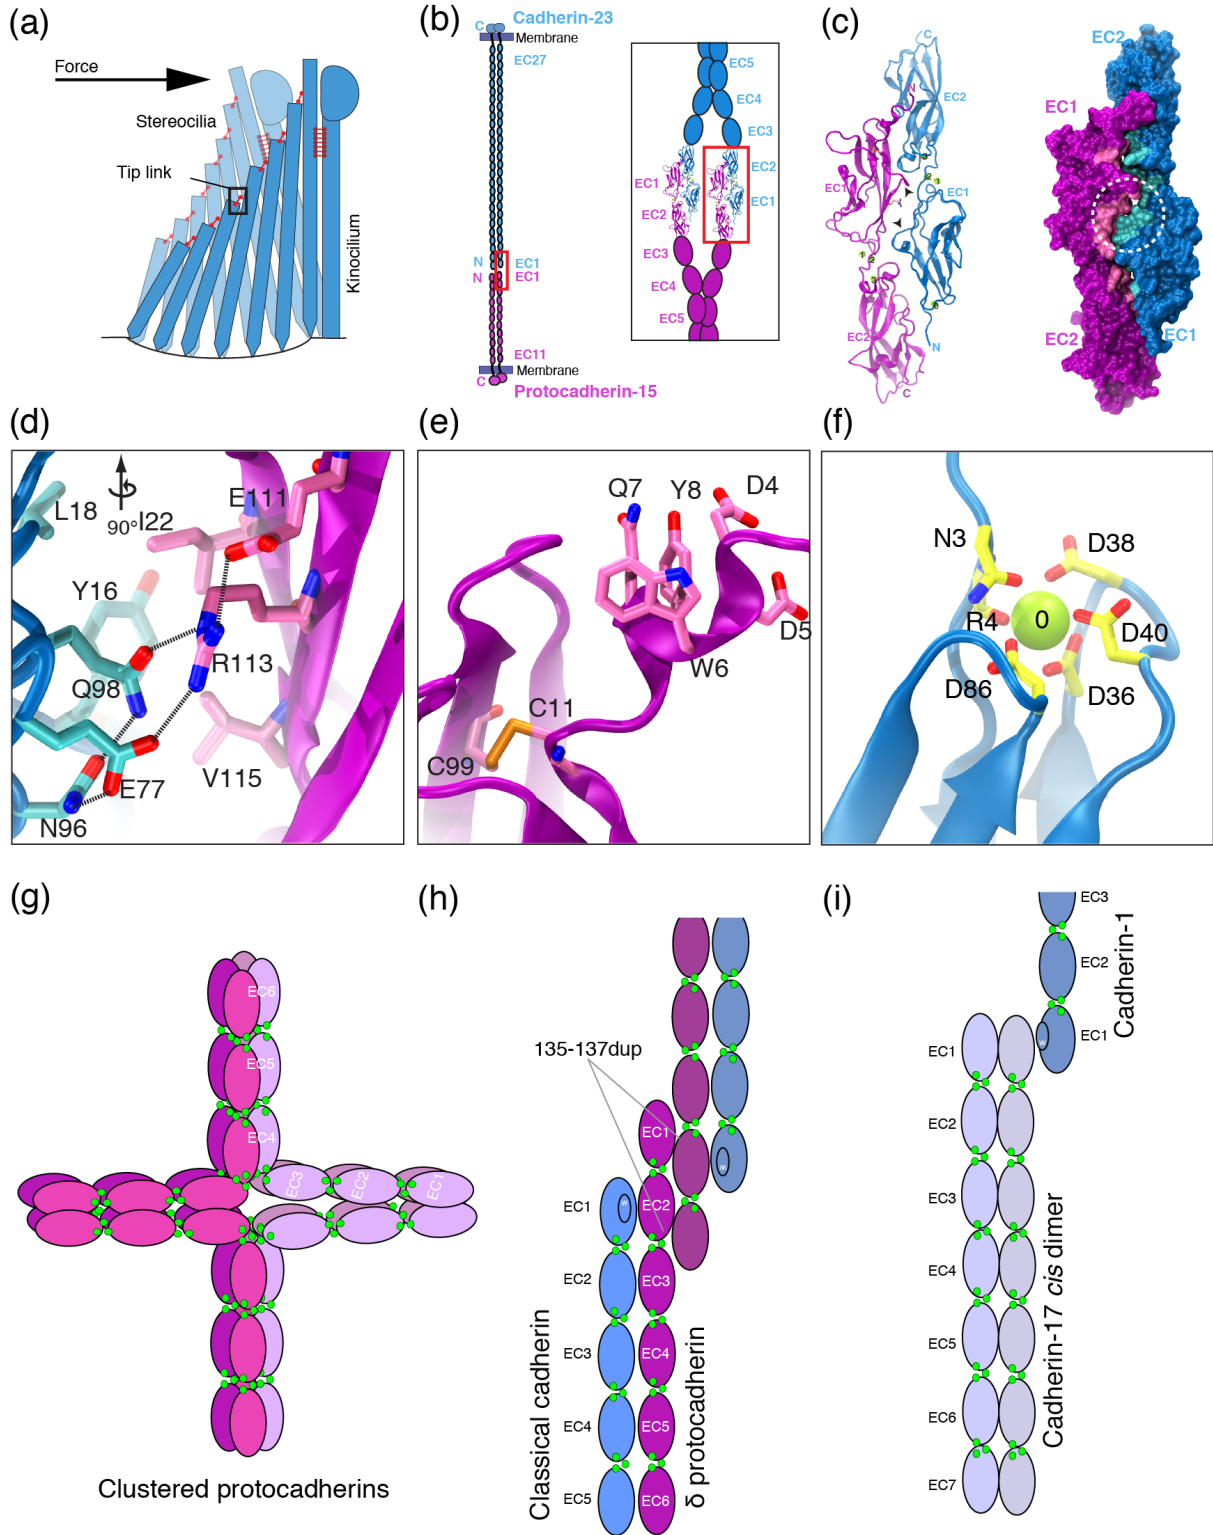 (a)
Force
Stereocilia
Tip link
Kinocilium
(b)
C
Cadherin-23
Membrane
EC27
N
EC1
N
EC1
EC11
Membrane
C
Protocadherin-15
EC5
EC4
EC3
EC2
EC1
EC1
EC2
EC3
EC4
EC5
(c)
C
N
EC2
EC1
EC1
EC2
N
C
EC2
EC1
EC2
EC1
(d)
90°
L18
I22
E111
Y16
Q98
R113
V115
E77
N96
(e)
Q7
Y8
D4
D5
W6
C11
C99
(f)
N3
D38
R4
0
D40
D86
D36
(g)
EC6
EC5
EC4
EC3
EC2
EC1
Clustered protocadherins
(h)
135-137dup
EC1
EC2
EC3
EC4
EC5
EC6
W
W
EC1
EC2
EC3
EC4
EC5
Classical cadherin
δ protocadherin
(i)
EC3
EC2
EC1
W
Cadherin-1
EC1
EC2
EC3
EC4
EC5
EC6
EC7
Cadherin-17 cis dimer